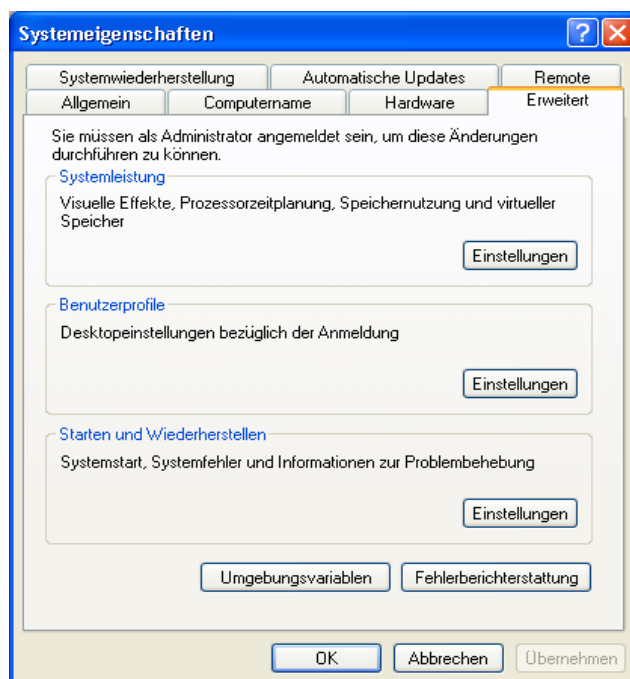 Systemeigenschaften
Systemwiederherstellung Automatische Updates Remote
Allgemein Computername Hardware Erweitert
Sie müssen als Administrator angemeldet sein, um diese Änderungen
durchführen zu können.
Systemleistung
Visuelle Effekte, Prozessorzeitplanung, Speichernutzung und virtueller
Speicher
Einstellungen
Benutzerprofile
Desktopeinstellungen bezüglich der Anmeldung
Einstellungen
Starten und Wiederherstellen
Systemstart, Systemfehler und Informationen zur Problembehebung
Einstellungen
Umgebungsvariablen Fehlerberichterstattung
OK Abbrechen Übernehmen